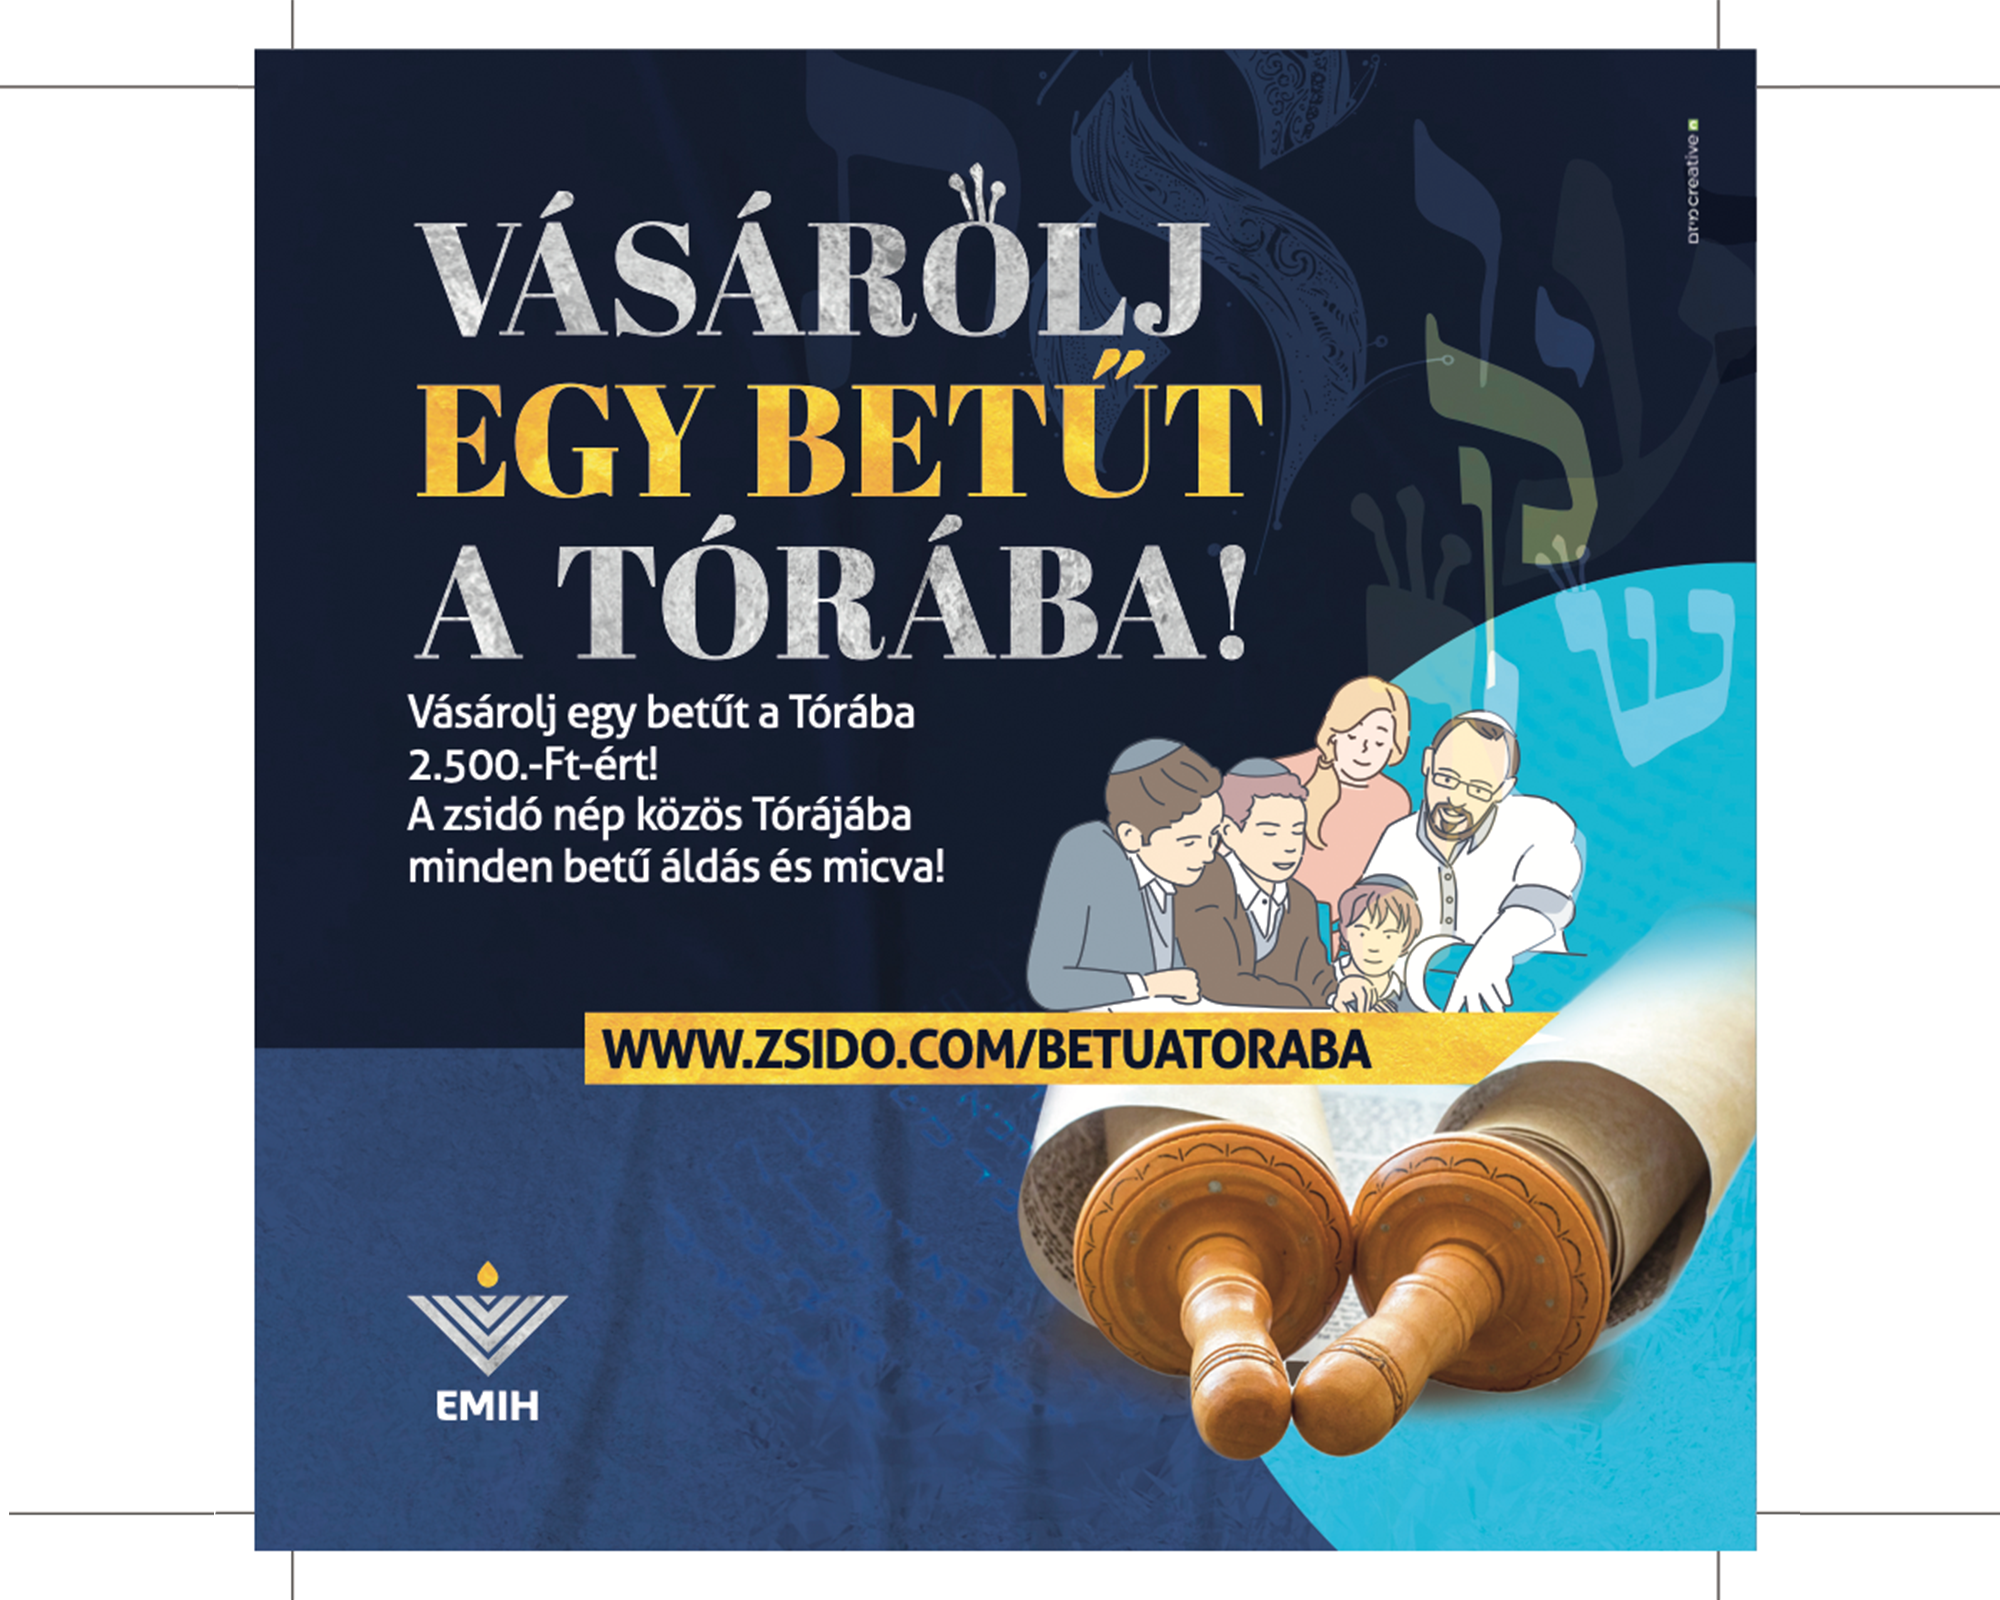 VÁSÁROLJ
EGY BETŰT
A TÓRÁBA!
Vásárolj egy betűt a Tórába
2.500.-Ft-ért!
A zsidó nép közös Tórájába
minden betű áldás és micva!
WWW.ZSIDO.COM/BETUATORABA
EMIH
creative
ש